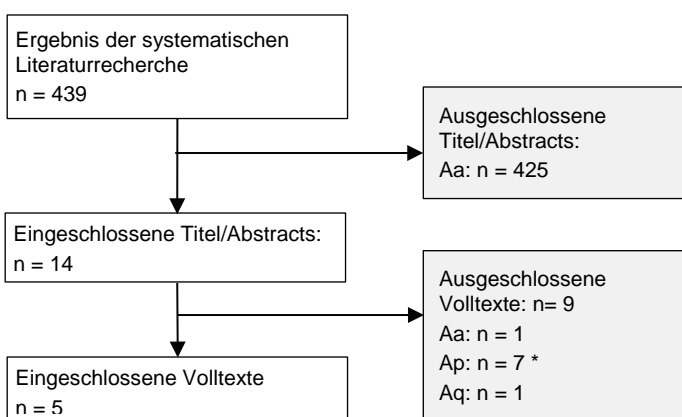 Ergebnis der systematischen
Literaturrecherche
n = 439
Ausgeschlossene
Titel/Abstracts:
Aa: n = 425
Eingeschlossene Titel/Abstracts:
n = 14
Ausgeschlossene
Volltexte: n= 9
Aa: n = 1
Ap: n = 7 *
Aq: n = 1
Eingeschlossene Volltexte
n = 5